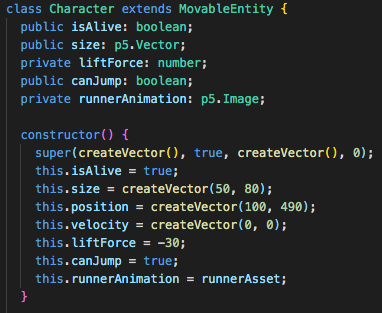 class Character extends MovableEntity {
public isAlive: boolean;
public size: p5.Vector;
private liftForce: number;
public canJump: boolean;
private runnerAnimation: p5.Image;
constructor() {
super(createVector(), true, createVector(), 0);
this.isAlive = true;
this.size = createVector(50, 80);
this.position = createVector(100, 490);
this.velocity = createVector(0, 0);
this.liftForce = -30;
this.canJump = true;
this.runnerAnimation = runnerAsset;
}